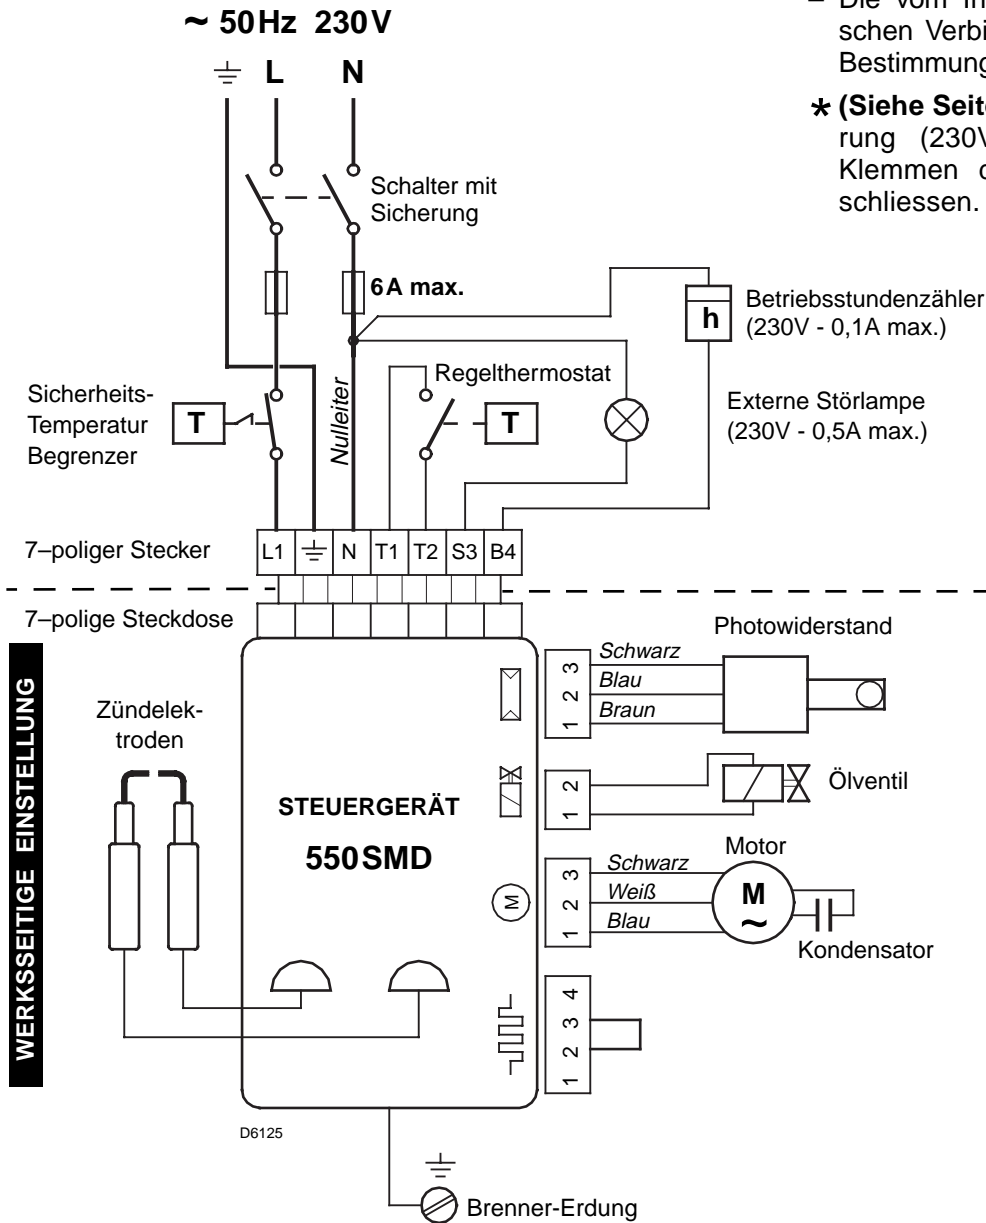 ~ 50Hz 230V
L N
– Die vom
schen
Bestimmung
* (Siehe
rung (230V
Klemmen
schliessen.
Schalter mit
Sicherung
6A max.
h
Betriebsstundenzähler
(230V - 0,1A max.)
Sicherheits-
Temperatur
Begrenzer
T
Nulleiter
Regelthermostat
T
Externe Störlampe
(230V - 0,5A max.)
7–poliger Stecker
L1 N T1 T2 S3 B4
7–polige Steckdose
WERKSSEITIGE EINSTELLUNG
Zündelek-
troden
STEUERGERÄT
550SMD
Photowiderstand
3 Schwarz
2 Blau
1 Braun
2
1
Ölventil
Motor
3 Schwarz
2 Weiß
1 Blau
M
M
~
Kondensator
4
3
2
1
D6125
Brenner-Erdung